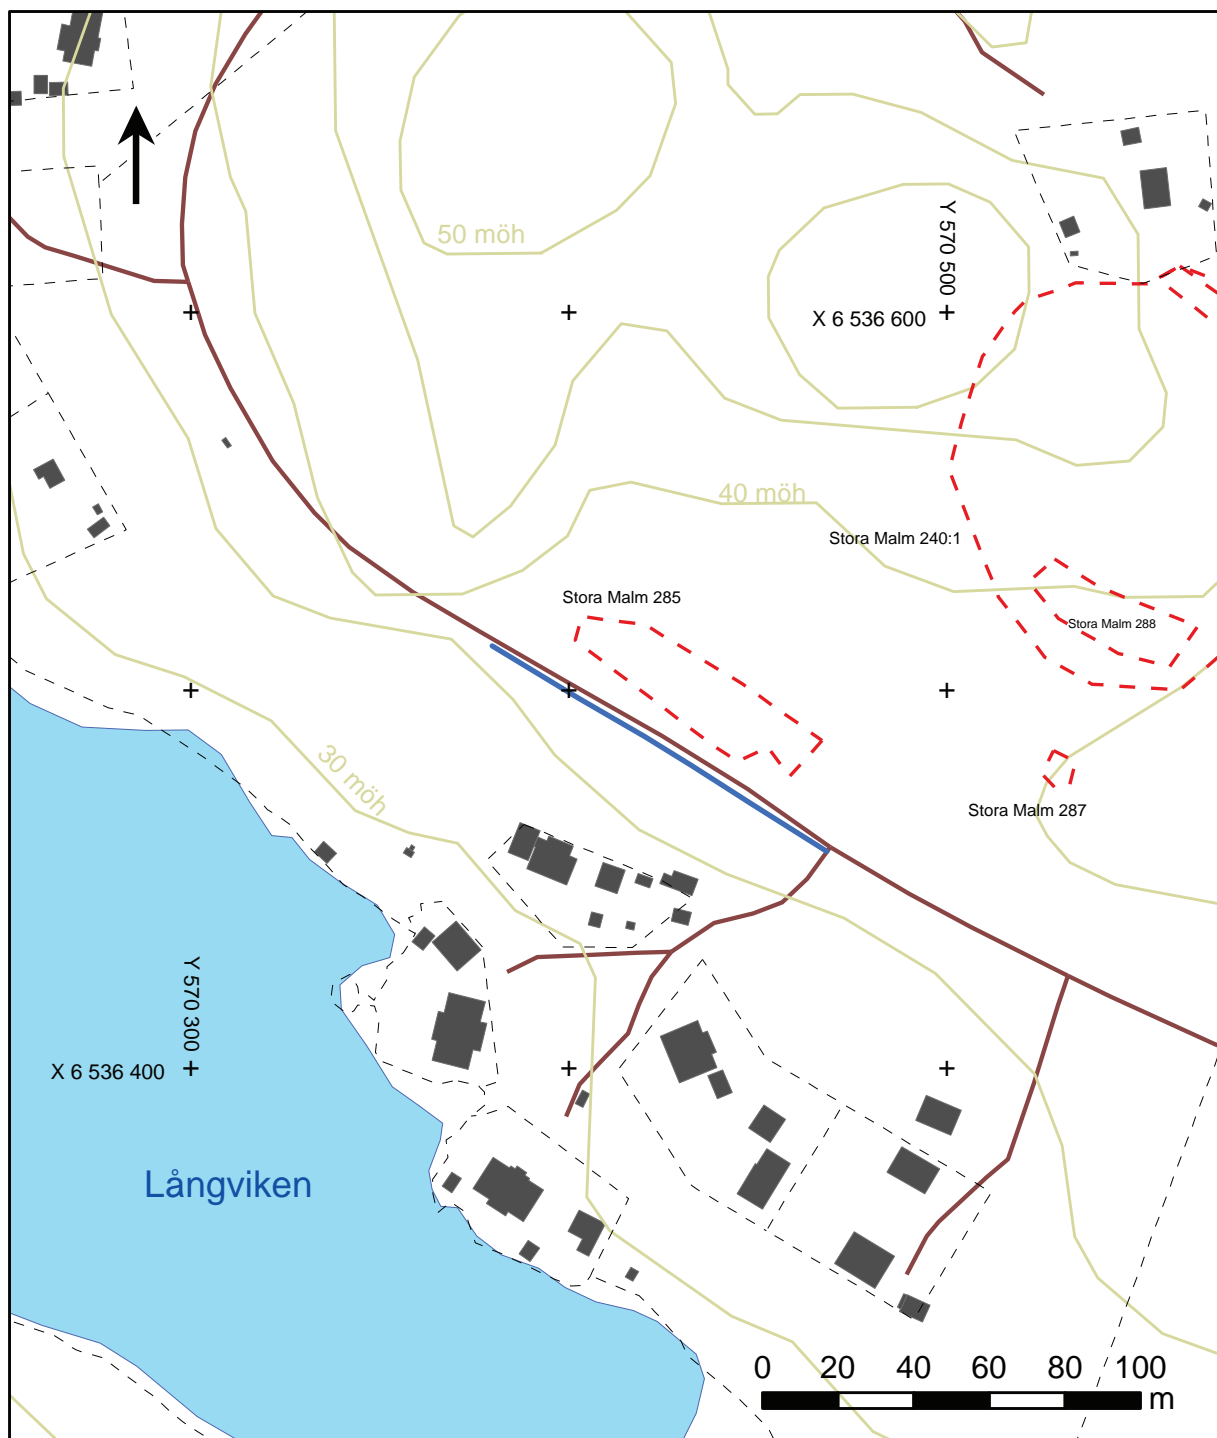 50 möh
Y 570 500
X 6 536 600
40 möh
Stora Malm 240:1
Stora Malm 285
Stora Malm 288
30 möh
Stora Malm 287
Y 570 300
X 6 536 400
Långviken
0 20 40 60 80 100
m